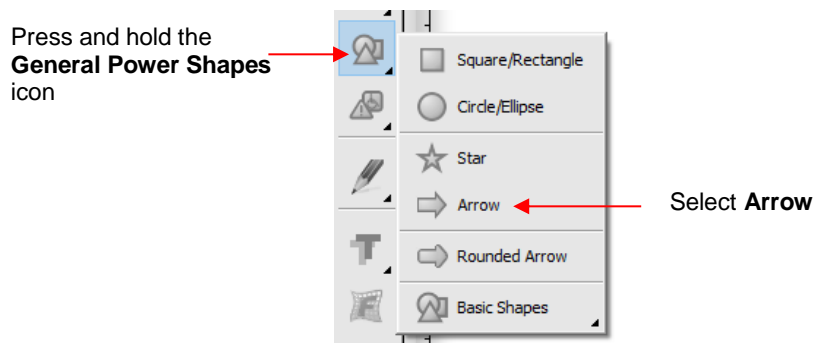 Press and hold the
General Power Shapes
icon
Square/Rectangle
Circle/Ellipse
Star
Arrow
Select Arrow
Rounded Arrow
Basic Shapes